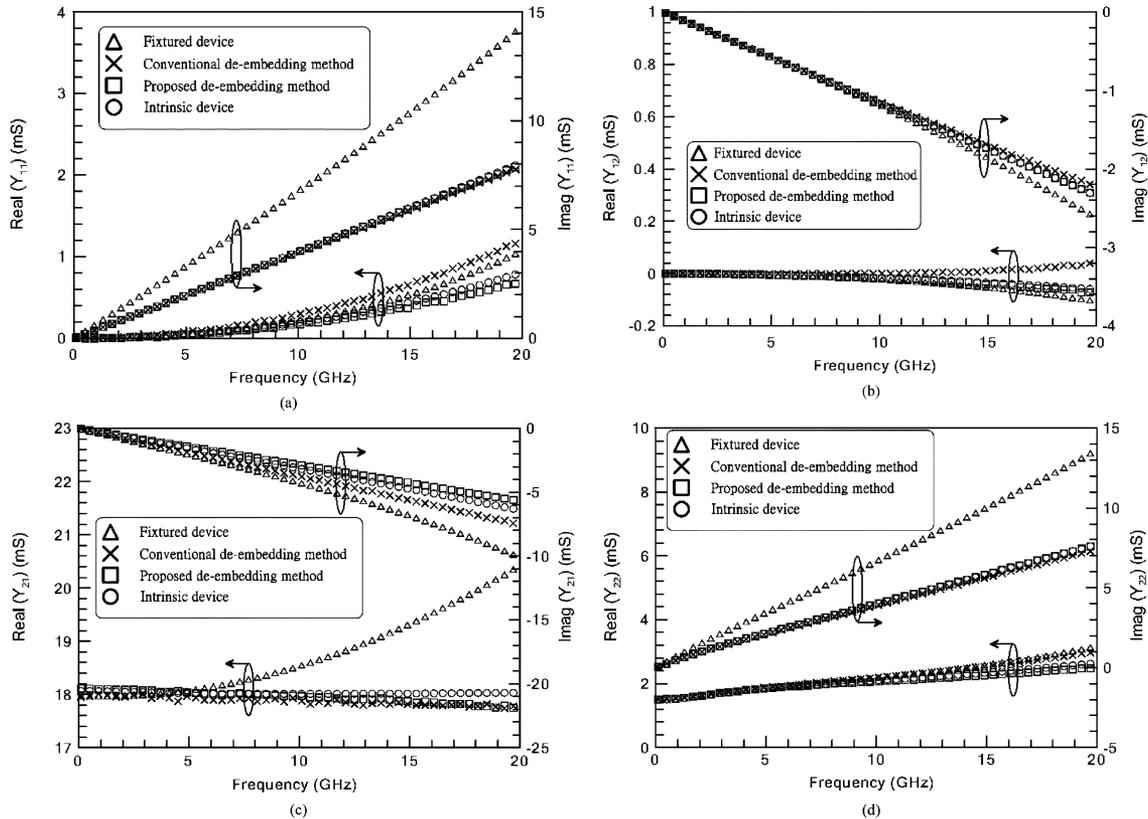 4
3
2
1
0
Real (Y11) (mS)
Fixtured device
Conventional de-embedding method
Proposed de-embedding method
Intrinsic device
15
10
5
0
Imag (Y11) (mS)
0 5 10 15 20
Frequency (GHz)
(a)
1
0.8
0.6
0.4
0.2
0
-0.2
Real (Y12) (mS)
Fixtured device
Conventional de-embedding method
Proposed de-embedding method
Intrinsic device
0
-1
-2
-3
-4
Imag (Y12) (mS)
0 5 10 15 20
Frequency (GHz)
(b)
23
22
21
20
19
18
17
Real (Y21) (mS)
Fixtured device
Conventional de-embedding method
Proposed de-embedding method
Intrinsic device
0
-5
-10
-15
-20
-25
Imag (Y21) (mS)
0 5 10 15 20
Frequency (GHz)
(c)
10
8
6
4
2
0
Real (Y22) (mS)
Fixtured device
Conventional de-embedding method
Proposed de-embedding method
Intrinsic device
15
10
5
0
-5
Imag (Y22) (mS)
0 5 10 15 20
Frequency (GHz)
(d)